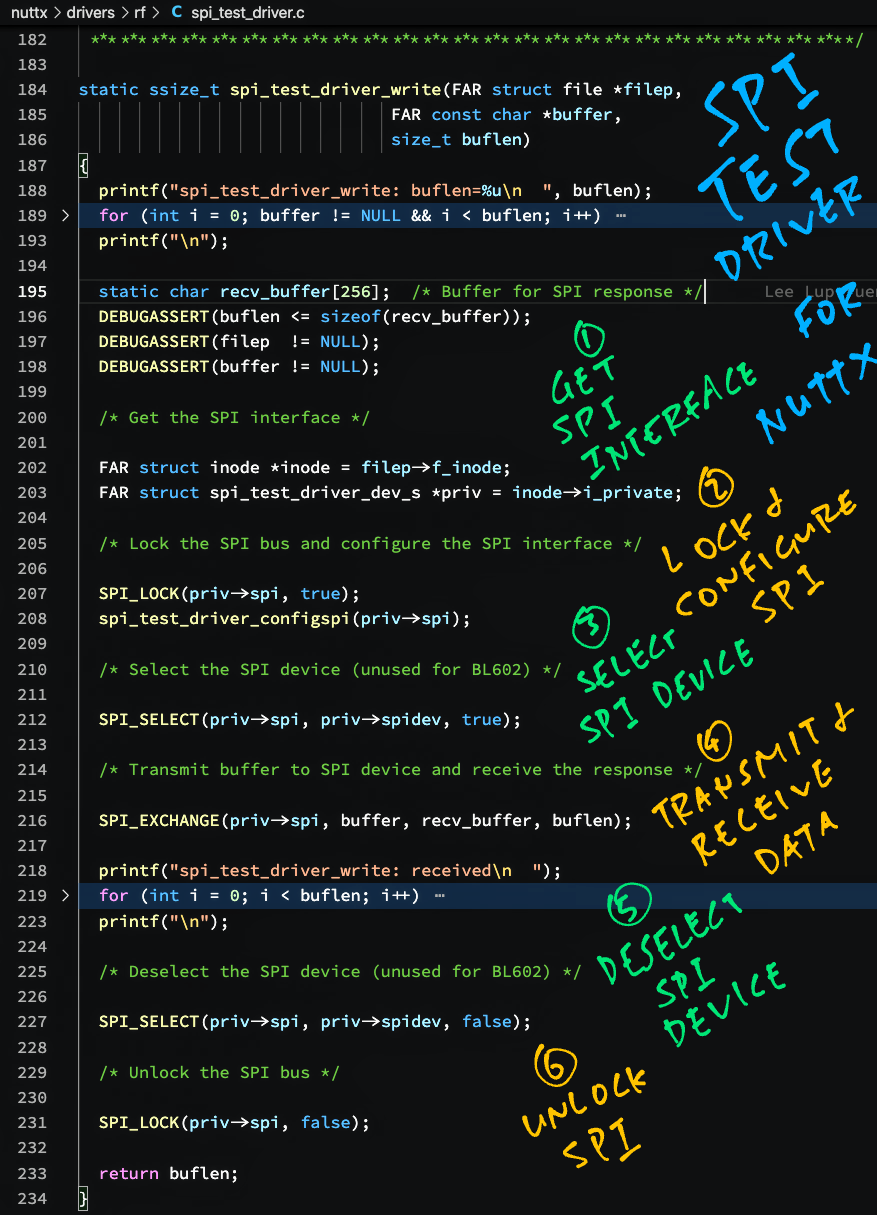 nuttx > drivers > rf > C spi_test_driver.c
182 ****************************************************************************/
183
184 static ssize_t spi_test_driver_write(FAR struct file *filep,
185 FAR const char *buffer,
186 size_t buflen)
187 {
188 printf("spi_test_driver_write: buflen=%u\n  ", buflen);
189 > for (int i = 0; buffer != NULL && i < buflen; i++) ⋯
193 printf("\n");
194
195 static char recv_buffer[256];  /* Buffer for SPI response */ Lee Lup
196 DEBUGASSERT(buflen <= sizeof(recv_buffer));
197 DEBUGASSERT(filep  != NULL);
198 DEBUGASSERT(buffer != NULL);
199
200 /* Get the SPI interface */
201
202 FAR struct inode *inode = filep->f_inode;
203 FAR struct spi_test_driver_dev_s *priv = inode->i_private;
204
205 /* Lock the SPI bus and configure the SPI interface */
206
207 SPI_LOCK(priv->spi, true);
208 spi_test_driver_configspi(priv->spi);
209
210 /* Select the SPI device (unused for BL602) */
211
212 SPI_SELECT(priv->spi, priv->spidev, true);
213
214 /* Transmit buffer to SPI device and receive the response */
215
216 SPI_EXCHANGE(priv->spi, buffer, recv_buffer, buflen);
217
218 printf("spi_test_driver_write: received\n  ");
219 > for (int i = 0; i < buflen; i++) ⋯
223 printf("\n");
224
225 /* Deselect the SPI device (unused for BL602) */
226
227 SPI_SELECT(priv->spi, priv->spidev, false);
228
229 /* Unlock the SPI bus */
230
231 SPI_LOCK(priv->spi, false);
232
233 return buflen;
234 }
SPI
TEST
DRIVER
FOR
NUTTX
1
GET
SPI
INTERFACE
2
LOCK &
CONFIGURE
SPI
3
SELECT
SPI DEVICE
4
TRANSMIT &
RECEIVE
DATA
5
DESELECT
SPI
DEVICE
6
UNLOCK
SPI